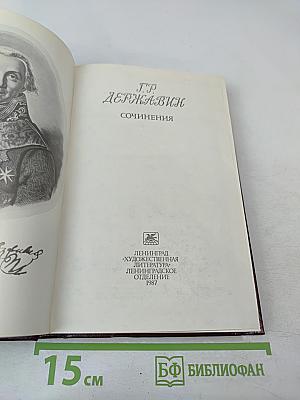 Г.Р.
ДЕРЖАВИН
СОЧИНЕНИЯ
ЛЕНИНГРАД
«ХУДОЖЕСТВЕННАЯ
ЛИТЕРАТУРА»
ЛЕНИНГРАДСКОЕ
ОТДЕЛЕНИЕ
1987
15 см
БФ БИБЛИОФАН